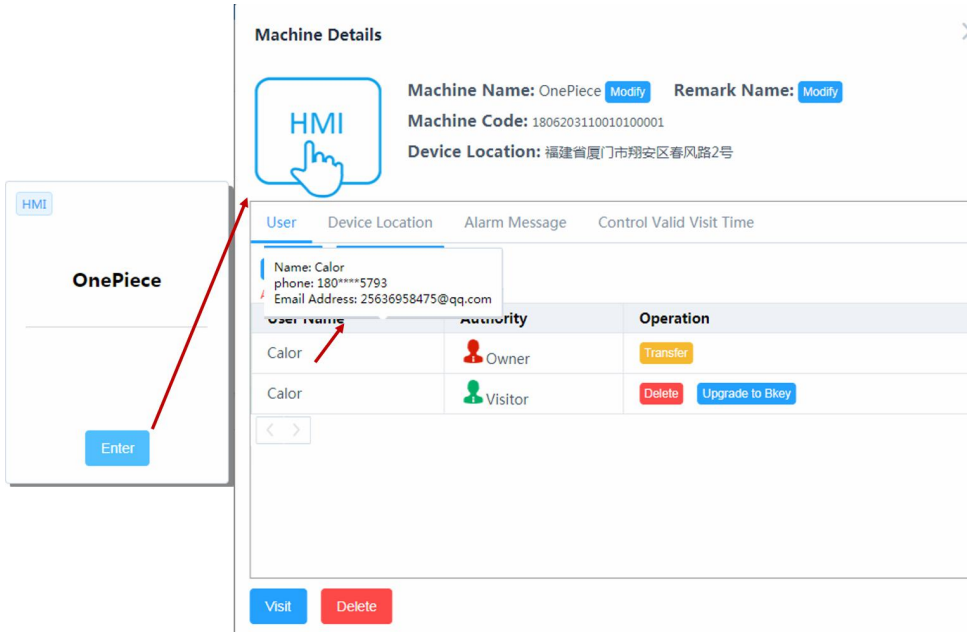 Machine Details
HMI
Machine Name: OnePiece Modify Remark Name: Modify
Machine Code: 1806203110010100001
Device Location: 福建省厦门市翔安区春风路2号
HMI
OnePiece
Enter
User Device Location Alarm Message Control Valid Visit Time
Name: Calor
phone: 180****5793
Email Address: 25636958475@qq.com
User Name Authority Operation
Calor Owner Transfer
Calor Visitor Delete Upgrade to Bkey
Visit Delete